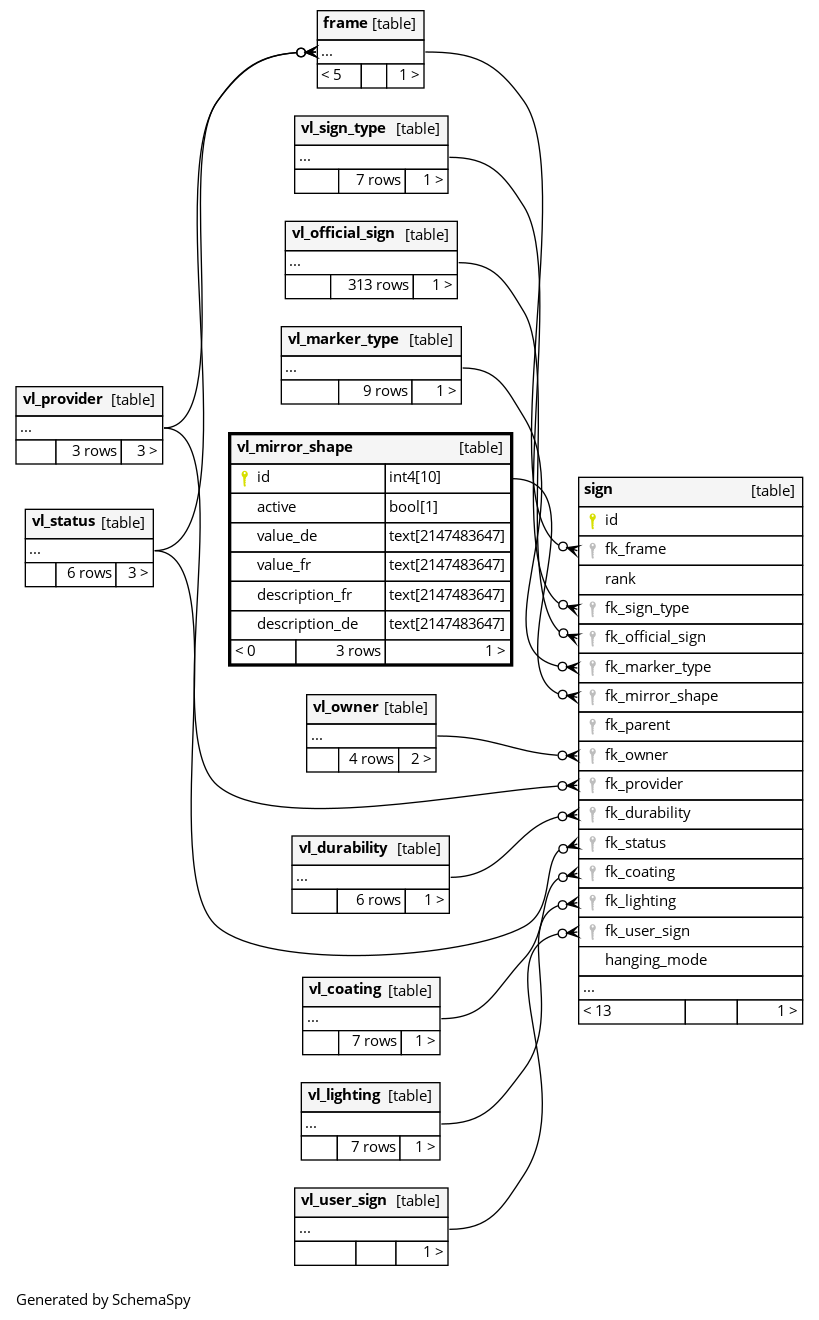 frame [table]
...
< 5 1 >
vl_sign_type [table]
...
7 rows 1 >
vl_official_sign [table]
...
313 rows 1 >
vl_marker_type [table]
...
9 rows 1 >
vl_provider [table]
...
3 rows 3 >
vl_status [table]
...
6 rows 3 >
vl_mirror_shape [table]
id int4[10]
active bool[1]
value_de text[2147483647]
value_fr text[2147483647]
description_fr text[2147483647]
description_de text[2147483647]
< 0 3 rows 1 >
sign [table]
id
fk_frame
rank
fk_sign_type
fk_official_sign
fk_marker_type
fk_mirror_shape
fk_parent
fk_owner
fk_provider
fk_durability
fk_status
fk_coating
fk_lighting
fk_user_sign
hanging_mode
...
< 13 1 >
vl_owner [table]
...
4 rows 2 >
vl_durability [table]
...
6 rows 1 >
vl_coating [table]
...
7 rows 1 >
vl_lighting [table]
...
7 rows 1 >
vl_user_sign [table]
...
1 >
Generated by SchemaSpy